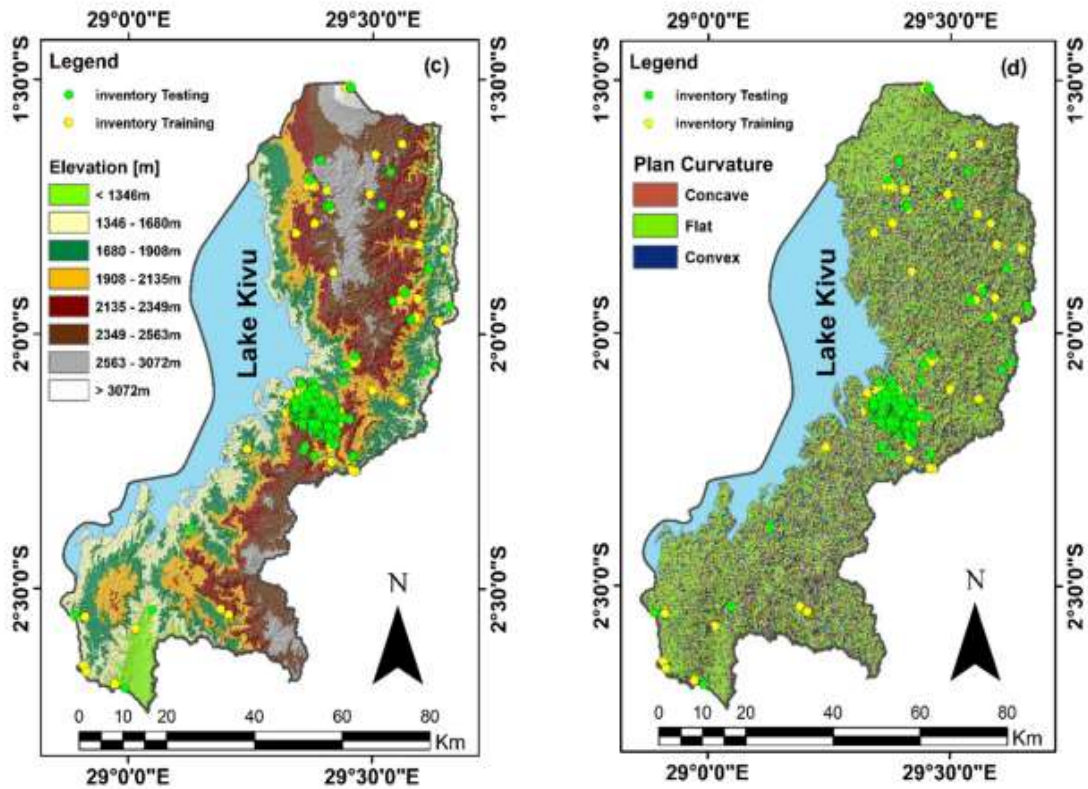 29°0'0"E 29°30'0"E
1°30'0"S
2°0'0"S
2°30'0"S
(c)
Legend
inventory Testing
inventory Training
Elevation [m]
< 1346m
1346 - 1680m
1680 - 1908m
1908 - 2135m
2135 - 2349m
2349 - 2563m
2563 - 3072m
> 3072m
Lake Kivu
N
0 10 20 40 60 80
Km
1°30'0"S
2°0'0"S
2°30'0"S
29°0'0"E 29°30'0"E
29°0'0"E 29°30'0"E
1°30'0"S
2°0'0"S
2°30'0"S
(d)
Legend
inventory Testing
inventory Training
Plan Curvature
Concave
Flat
Convex
Lake Kivu
N
0 10 20 40 60 80
Km
1°30'0"S
2°0'0"S
2°30'0"S
29°0'0"E 29°30'0"E